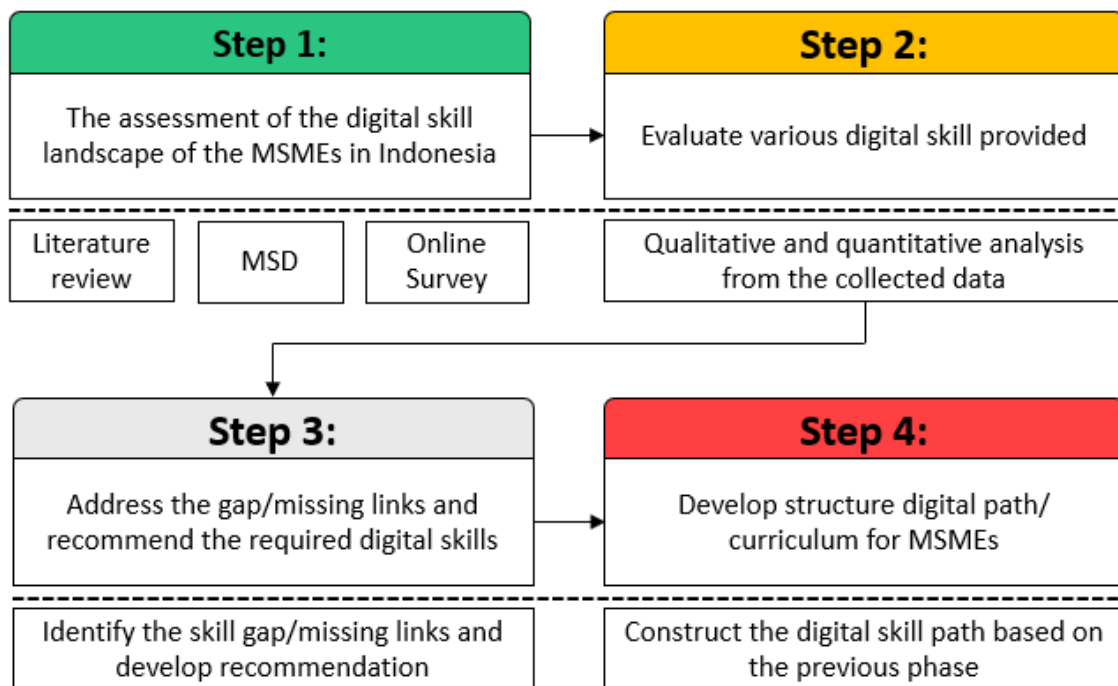 Step 1:
The assessment of the digital skill
landscape of the MSMEs in Indonesia
Step 2:
Evaluate various digital skill provided
Literature
review
MSD
Online
Survey
Qualitative and quantitative analysis
from the collected data
Step 3:
Address the gap/missing links and
recommend the required digital skills
Step 4:
Develop structure digital path/
curriculum for MSMEs
Identify the skill gap/missing links and
develop recommendation
Construct the digital skill path based on
the previous phase